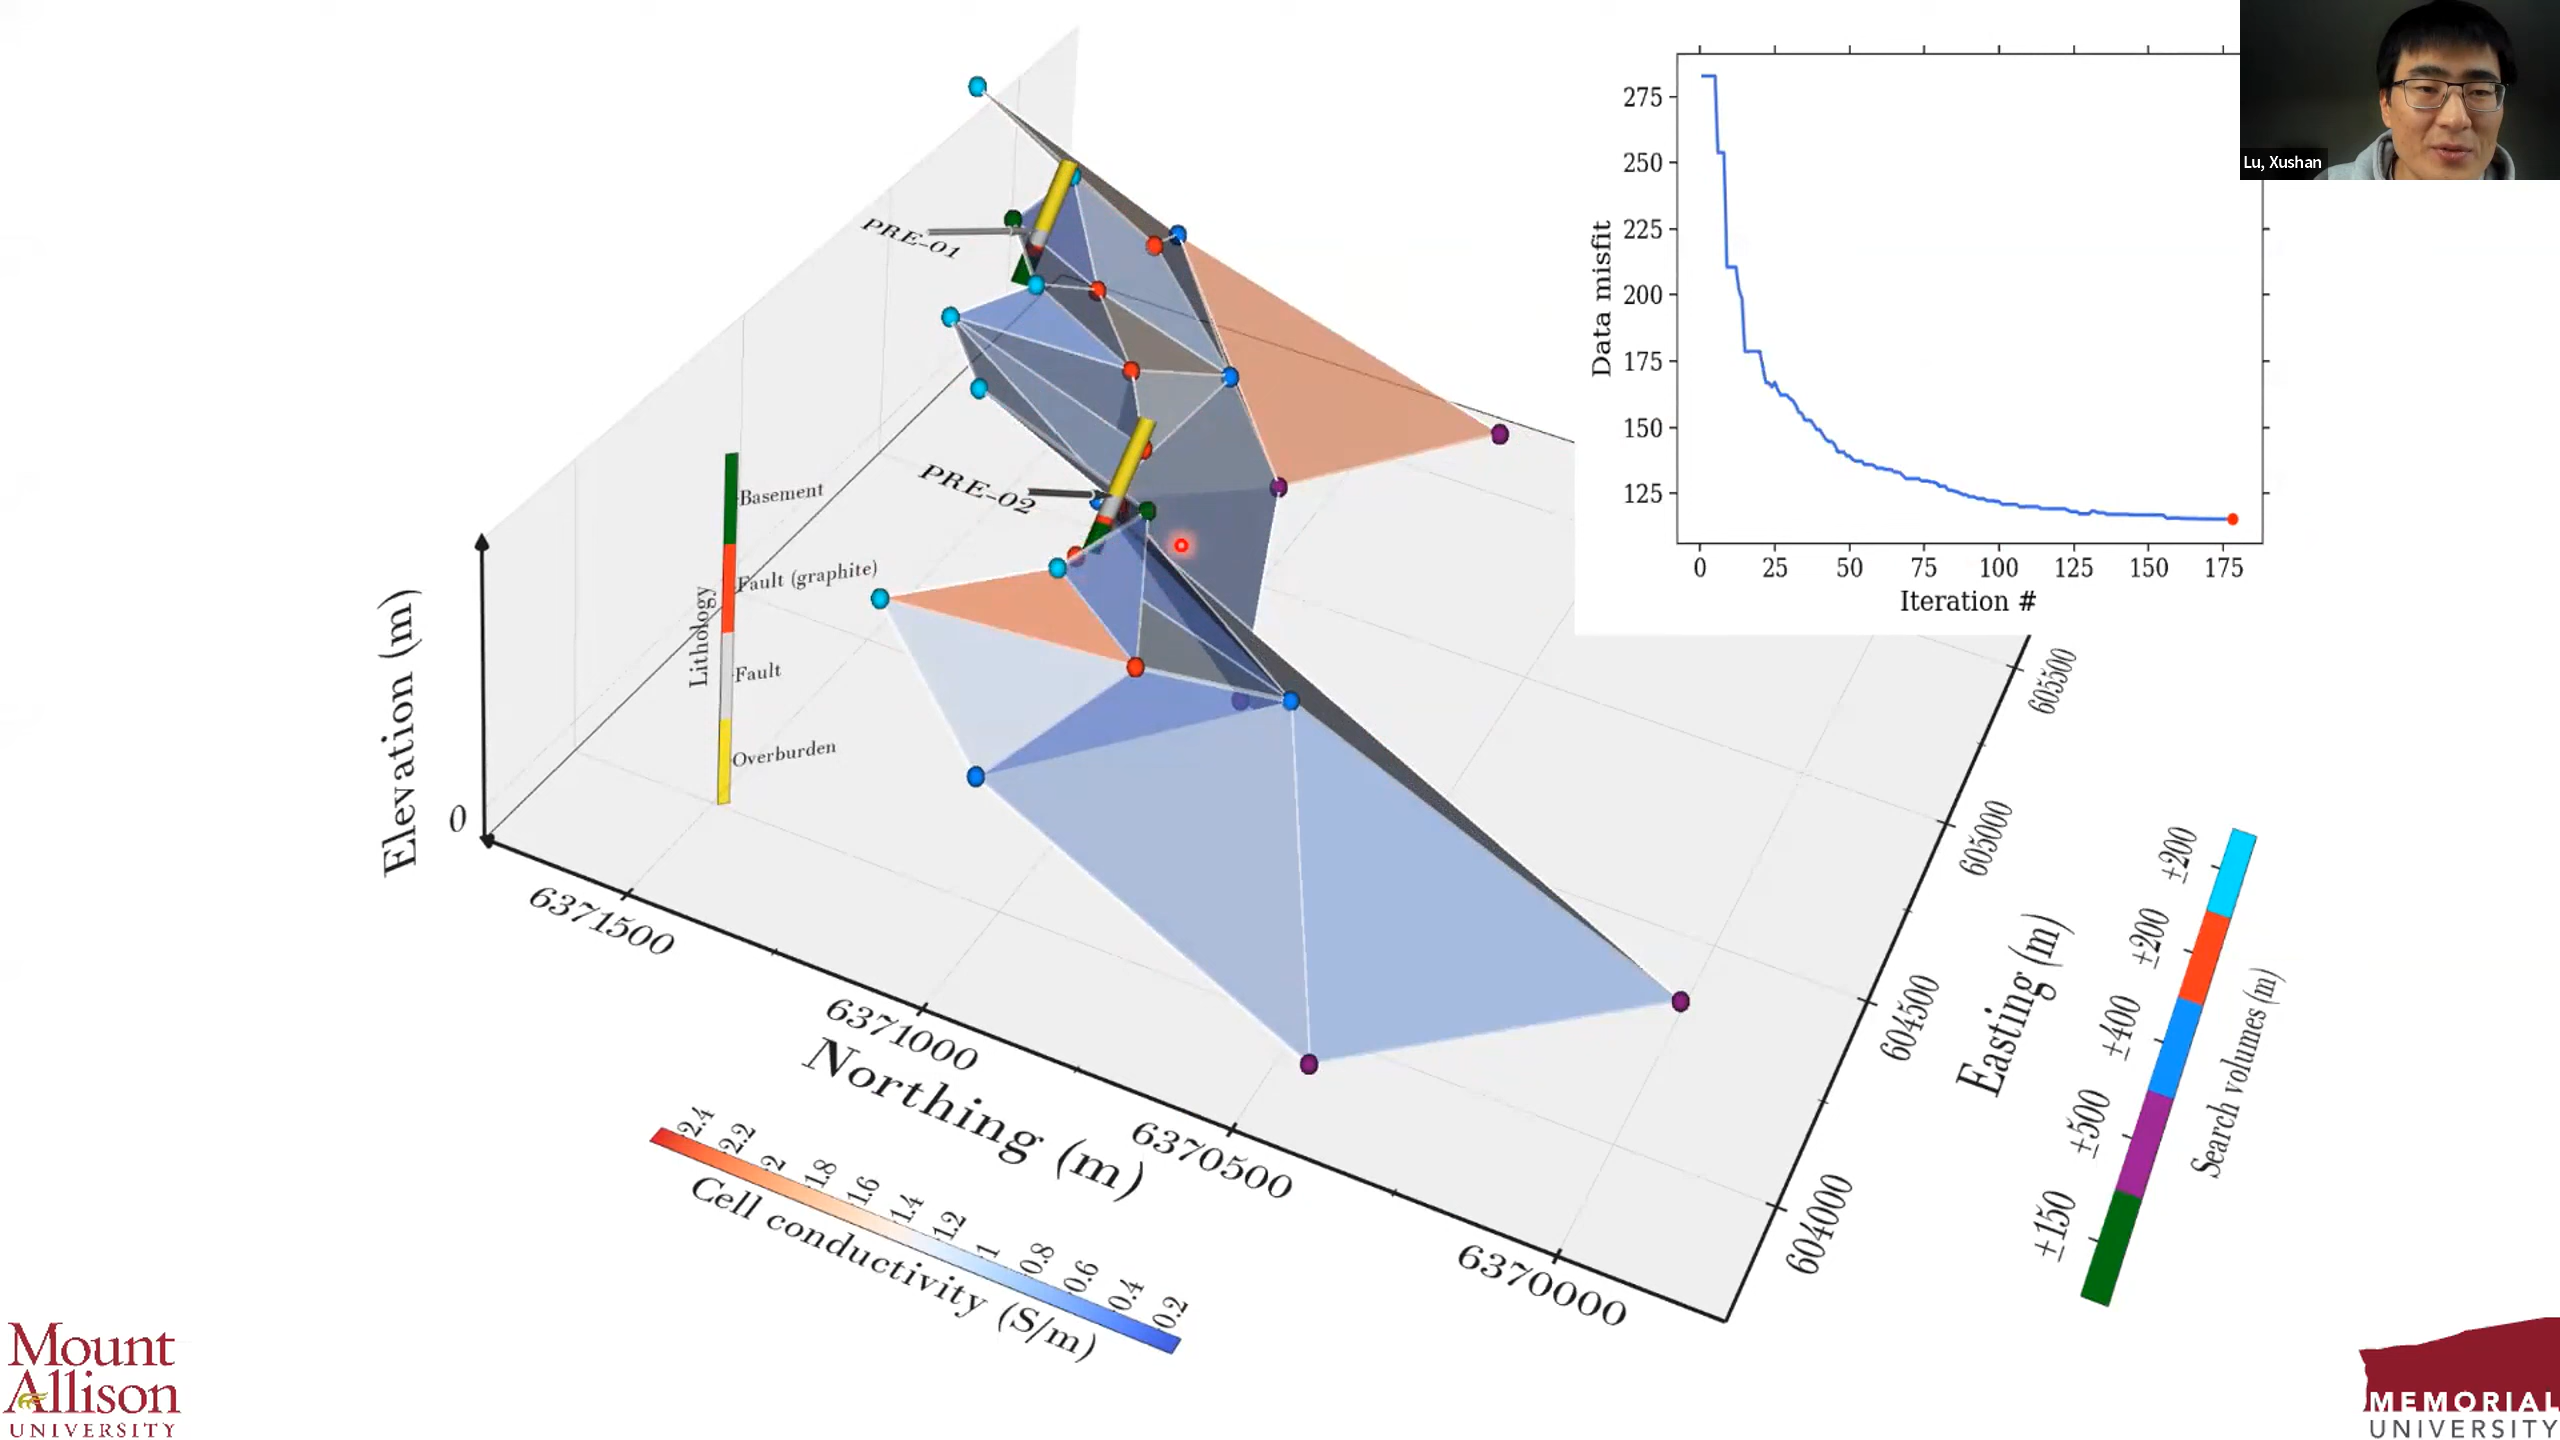 Lu, Xushan
275
250
225
200
175
150
125
Data misfit
0 25 50 75 100 125 150 175
Iteration #
PRE-01
PRE-02
Lithology
Basement
Fault (graphite)
Fault
Overburden
Elevation (m)
0
6371500
6371000
6370500
6370000
Northing (m)
605500
605000
604500
604000
Easting (m)
2.4 2.2 2 1.8 1.6 1.4 1.2 1 0.8 0.6 0.4 0.2
Cell conductivity (S/m)
±200
±200
±400
±500
±150
Search volumes (m)
Mount
Allison
UNIVERSITY
MEMORIAL
UNIVERSITY